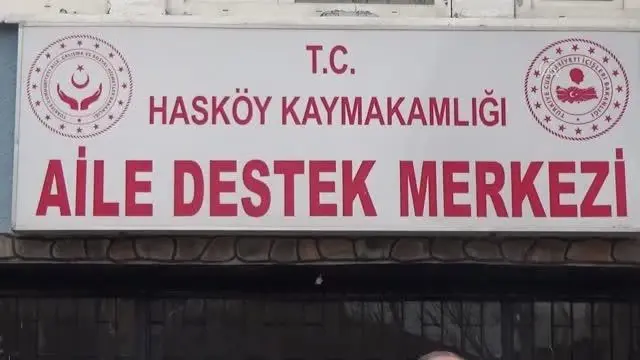 T.C.
HASKÖY KAYMAKAMLIĞI
AİLE DESTEK MERKEZİ